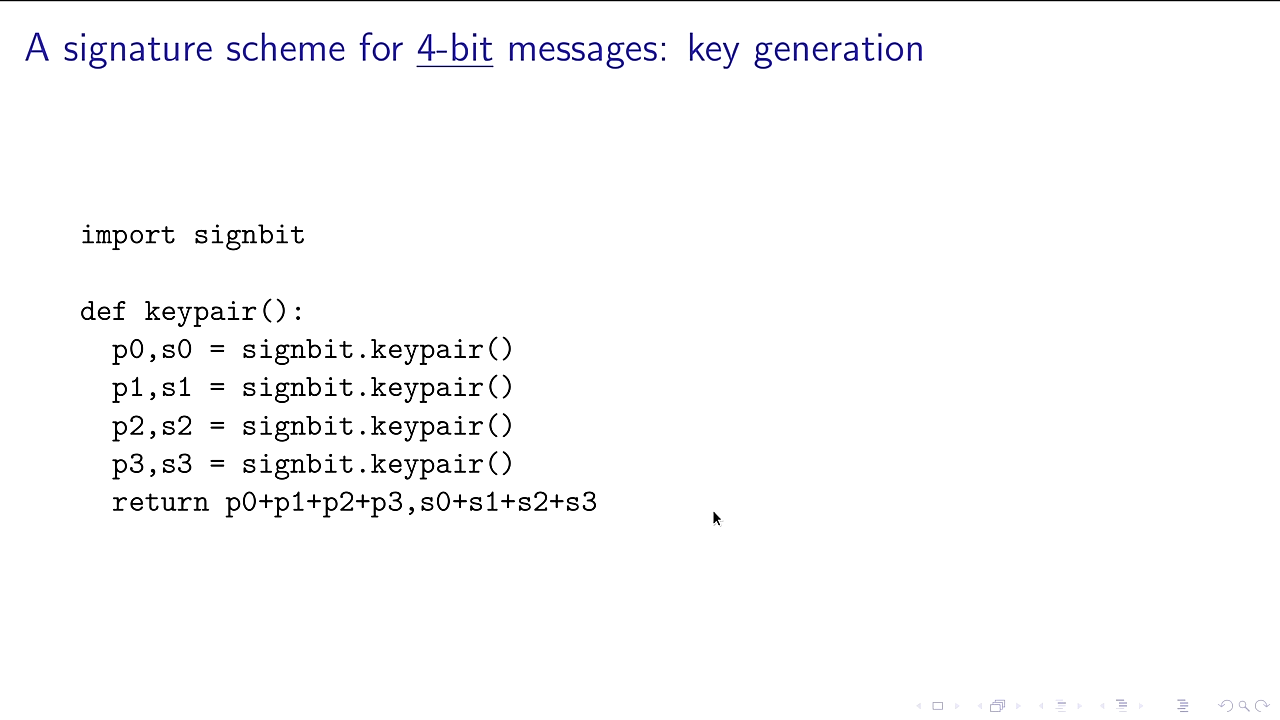 A signature scheme for 4-bit messages: key generation
import signbit
def keypair():
p0,s0 = signbit.keypair()
p1,s1 = signbit.keypair()
p2,s2 = signbit.keypair()
p3,s3 = signbit.keypair()
return p0+p1+p2+p3,s0+s1+s2+s3